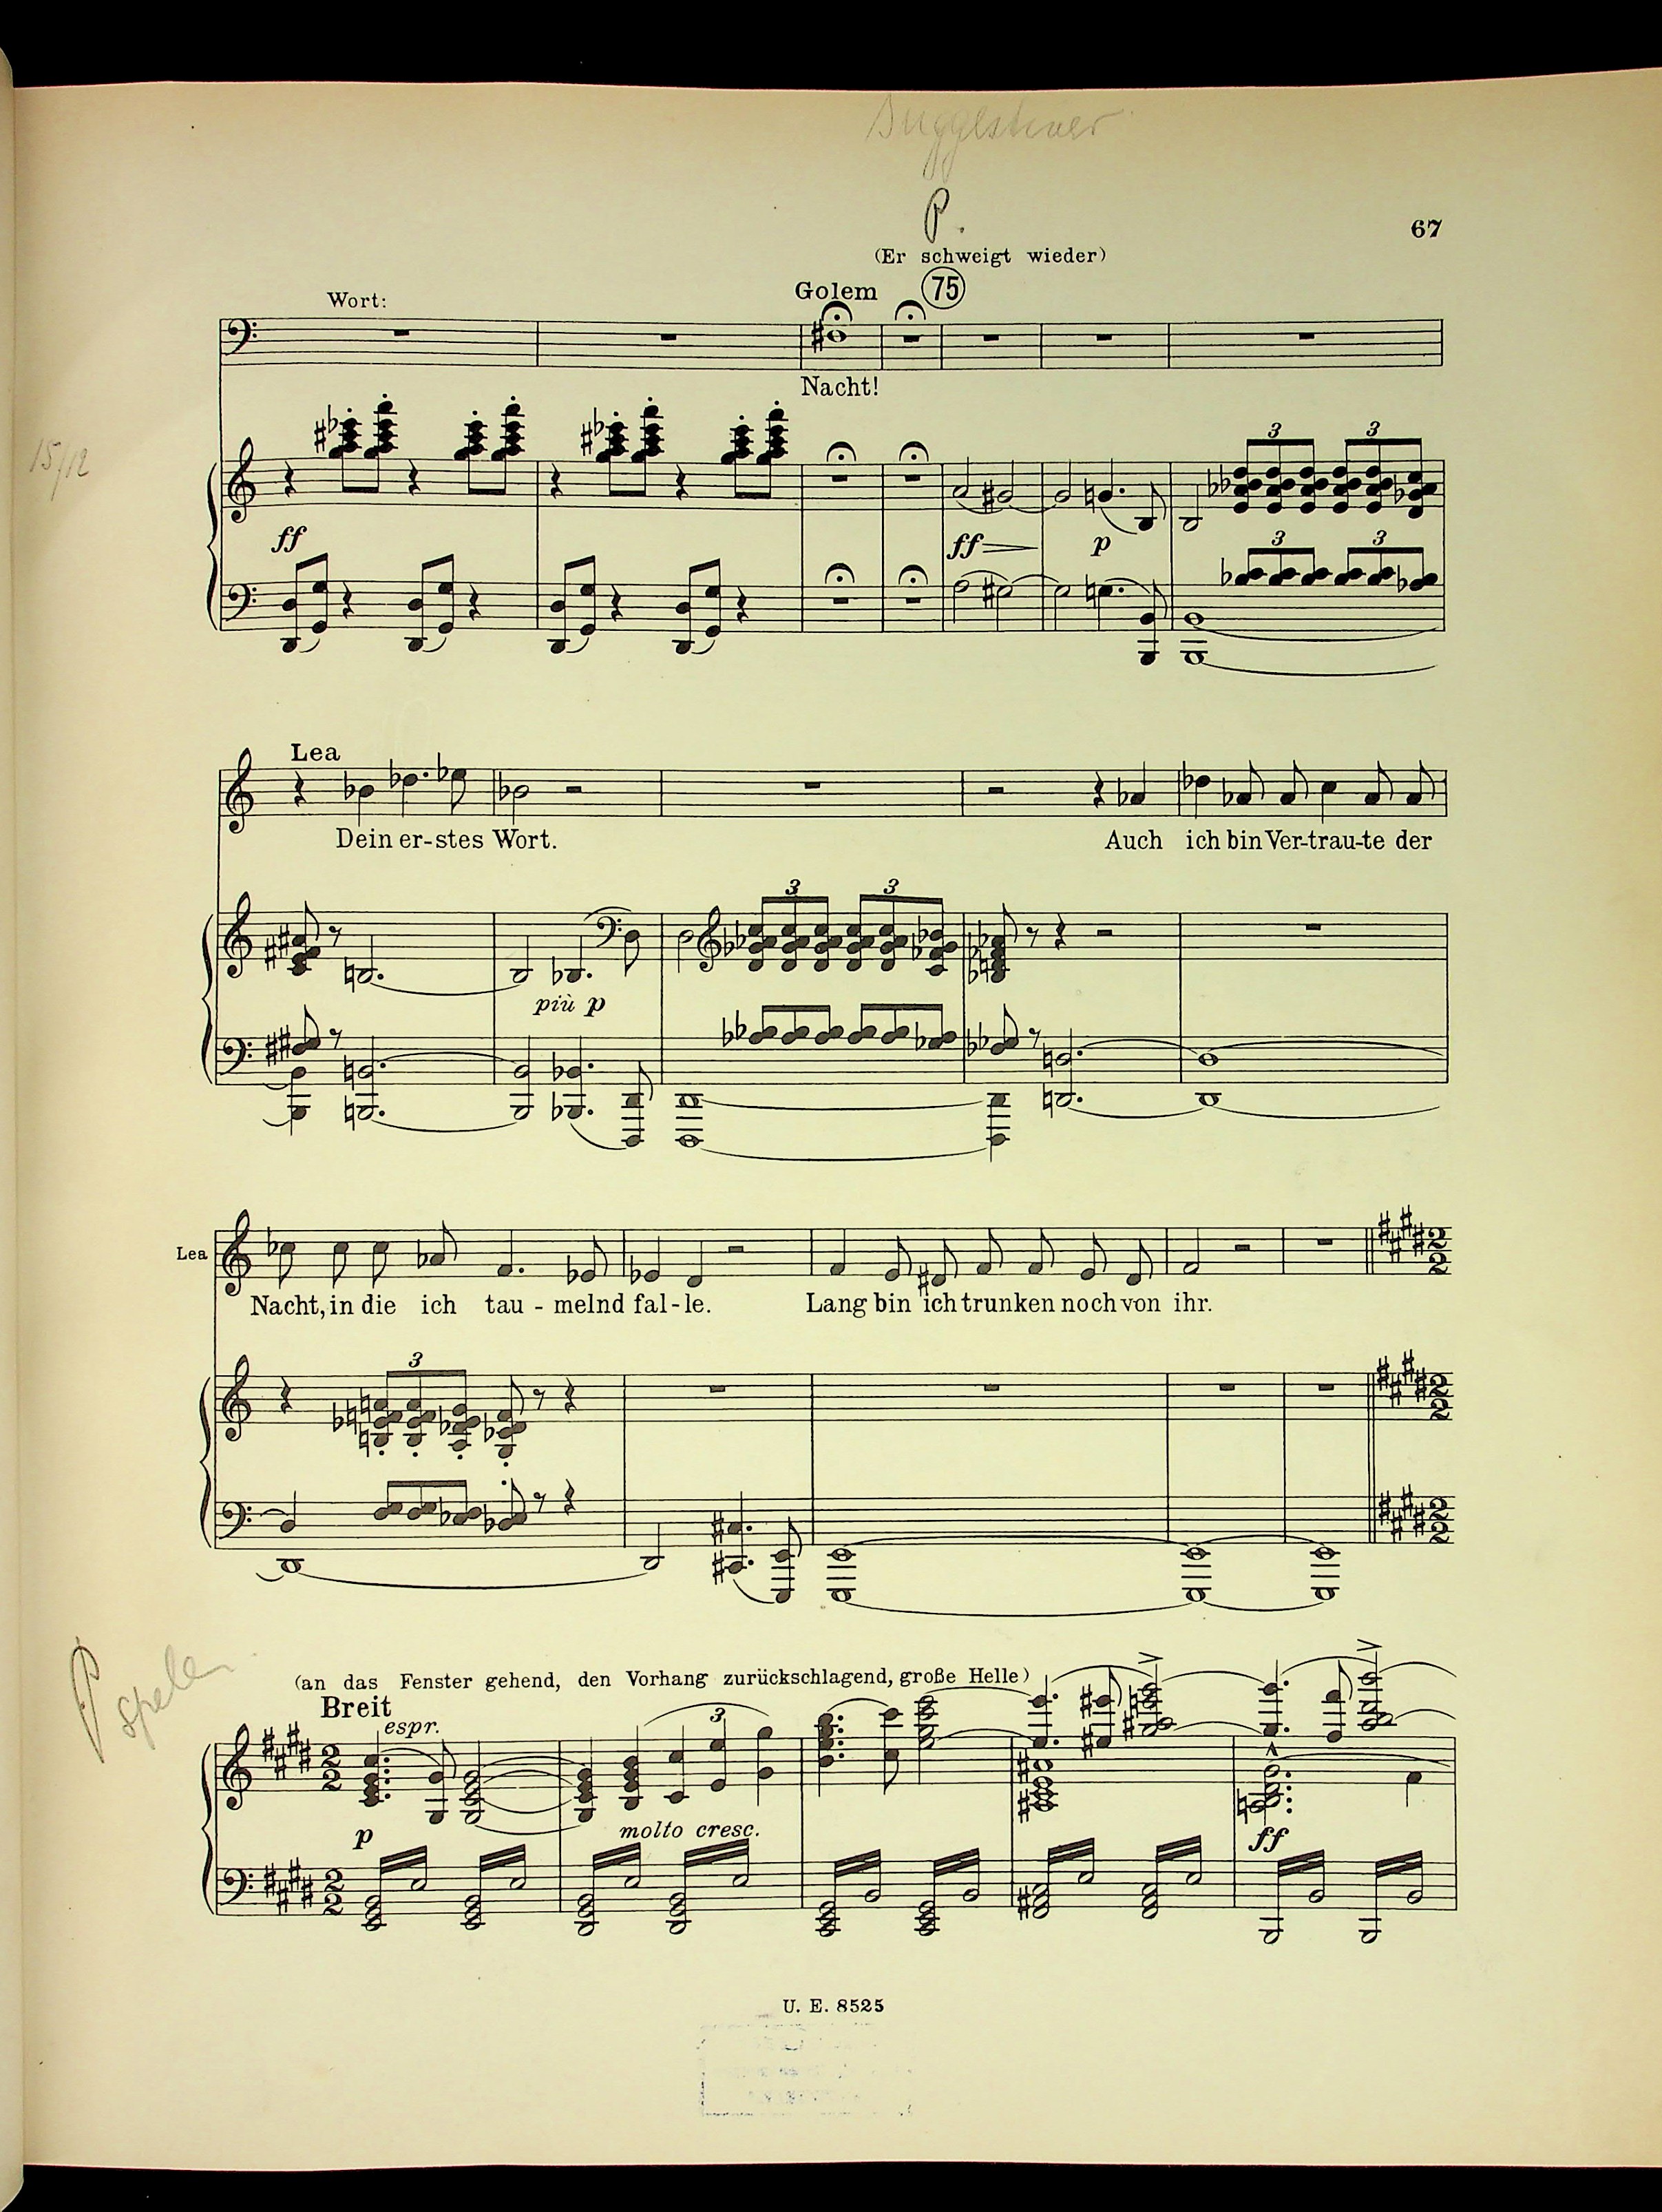 suggestiver
P.
67
(Er schweigt wieder)
Wort:
Golem
75
Nacht!
15/12
3 3
ff
ff p
3 3
Lea
Dein er-stes Wort. Auch ich bin Ver-trau-te der
3 3
più p
Lea
Nacht, in die ich tau - melnd fal - le. Lang bin ich trunken noch von ihr.
3
P
(an das Fenster gehend, den Vorhang zurückschlagend, große Helle)
Breit
espr.
3
p molto cresc. ff
U. E. 8525